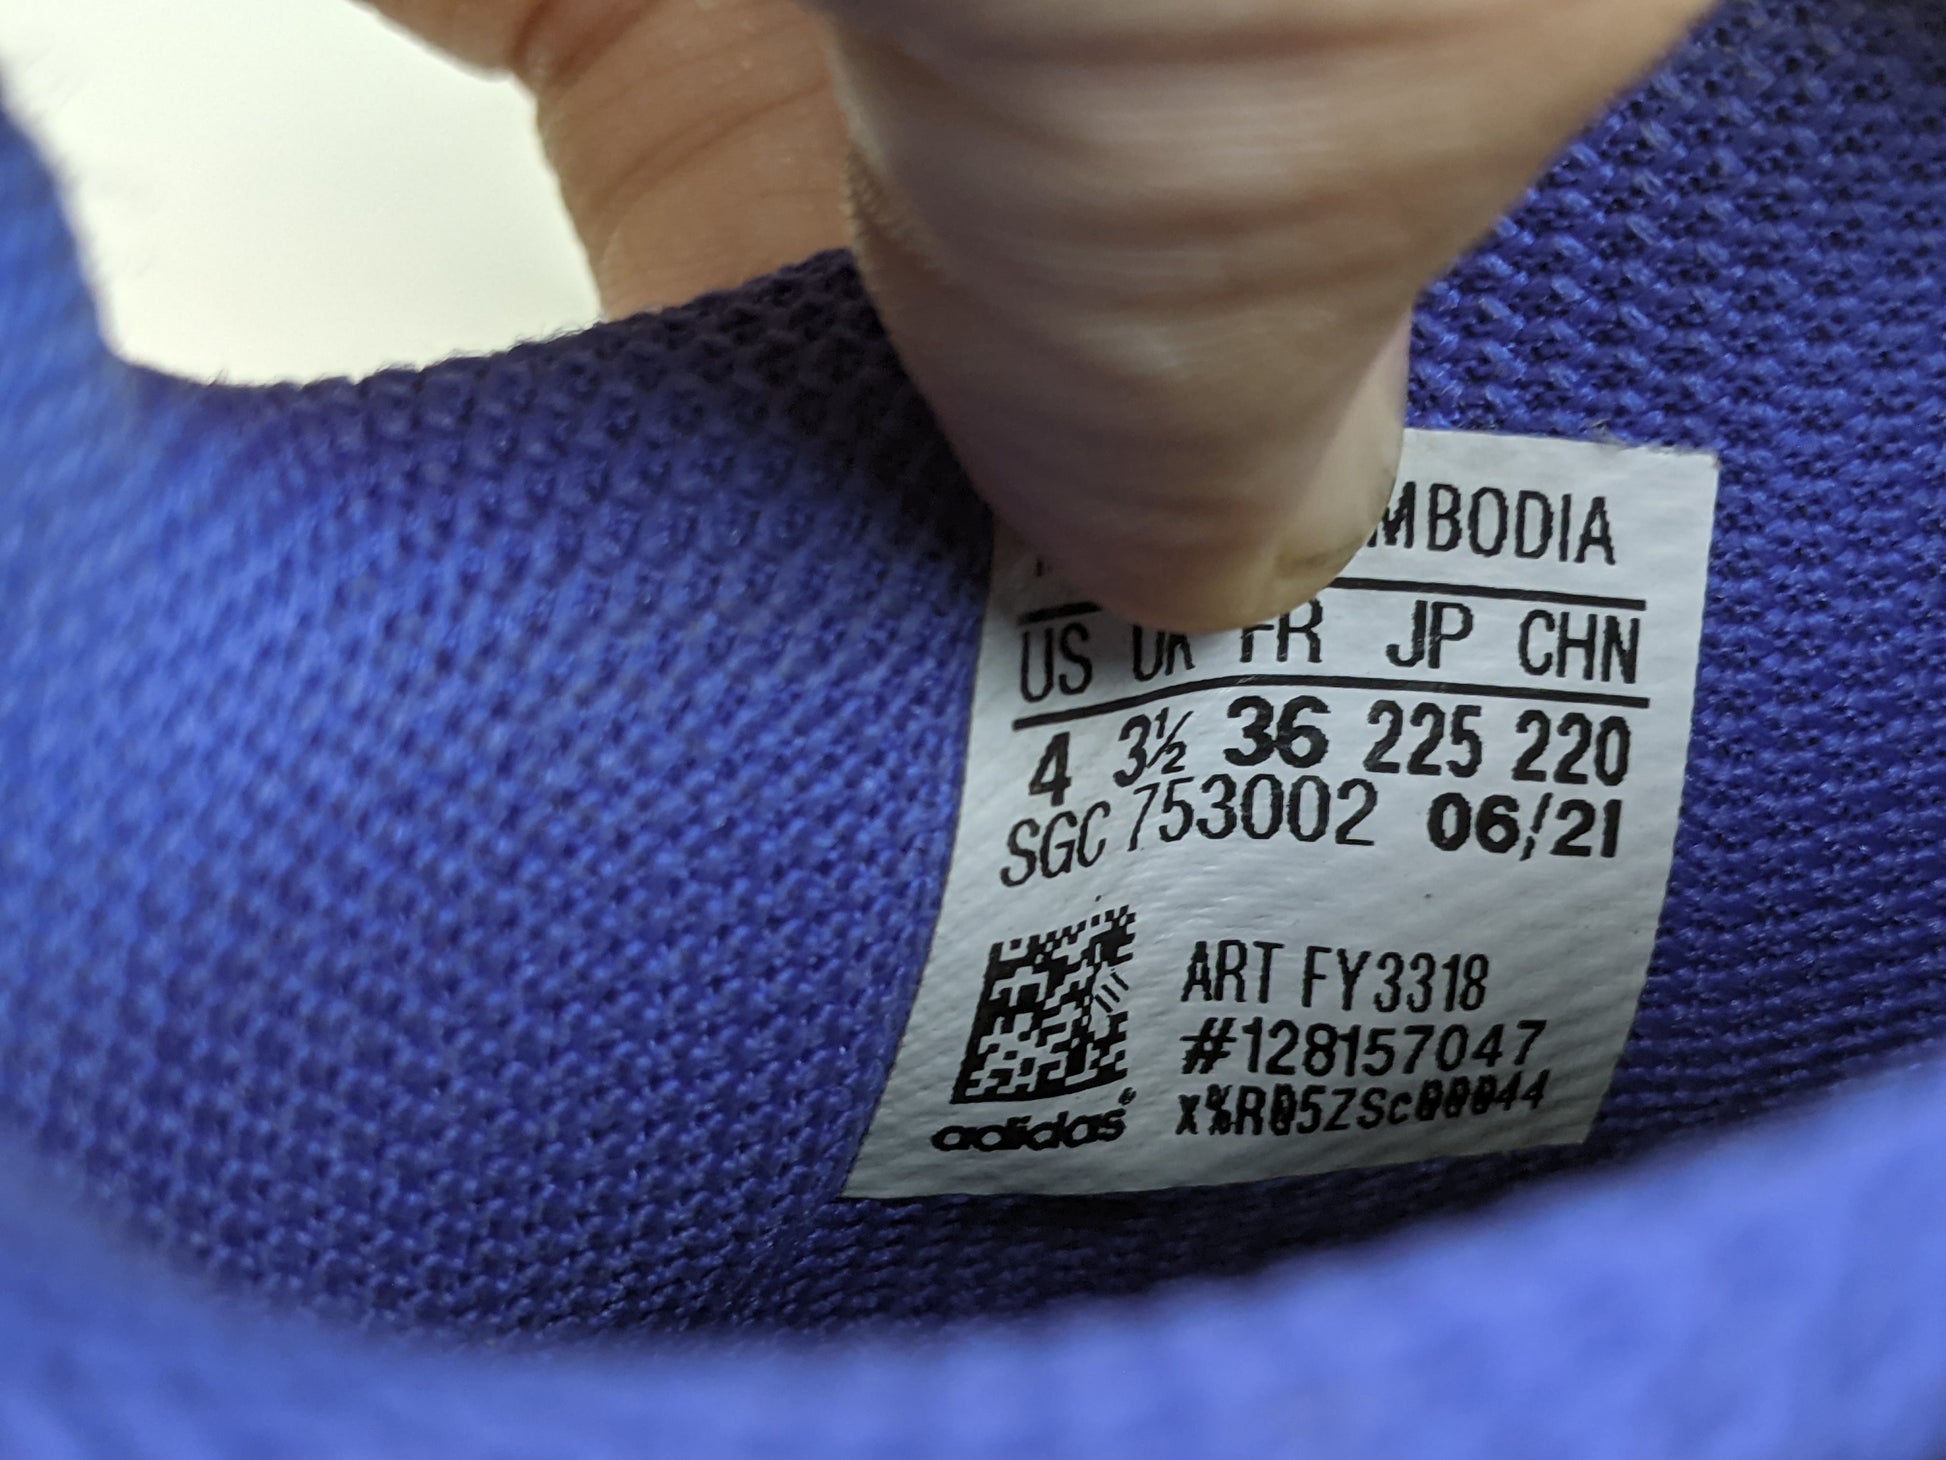 MBODIA
US UK FR JP CHN
4 3½ 36 225 220
SGC 753002 06/21
ART FY3318
#128157047
adidas